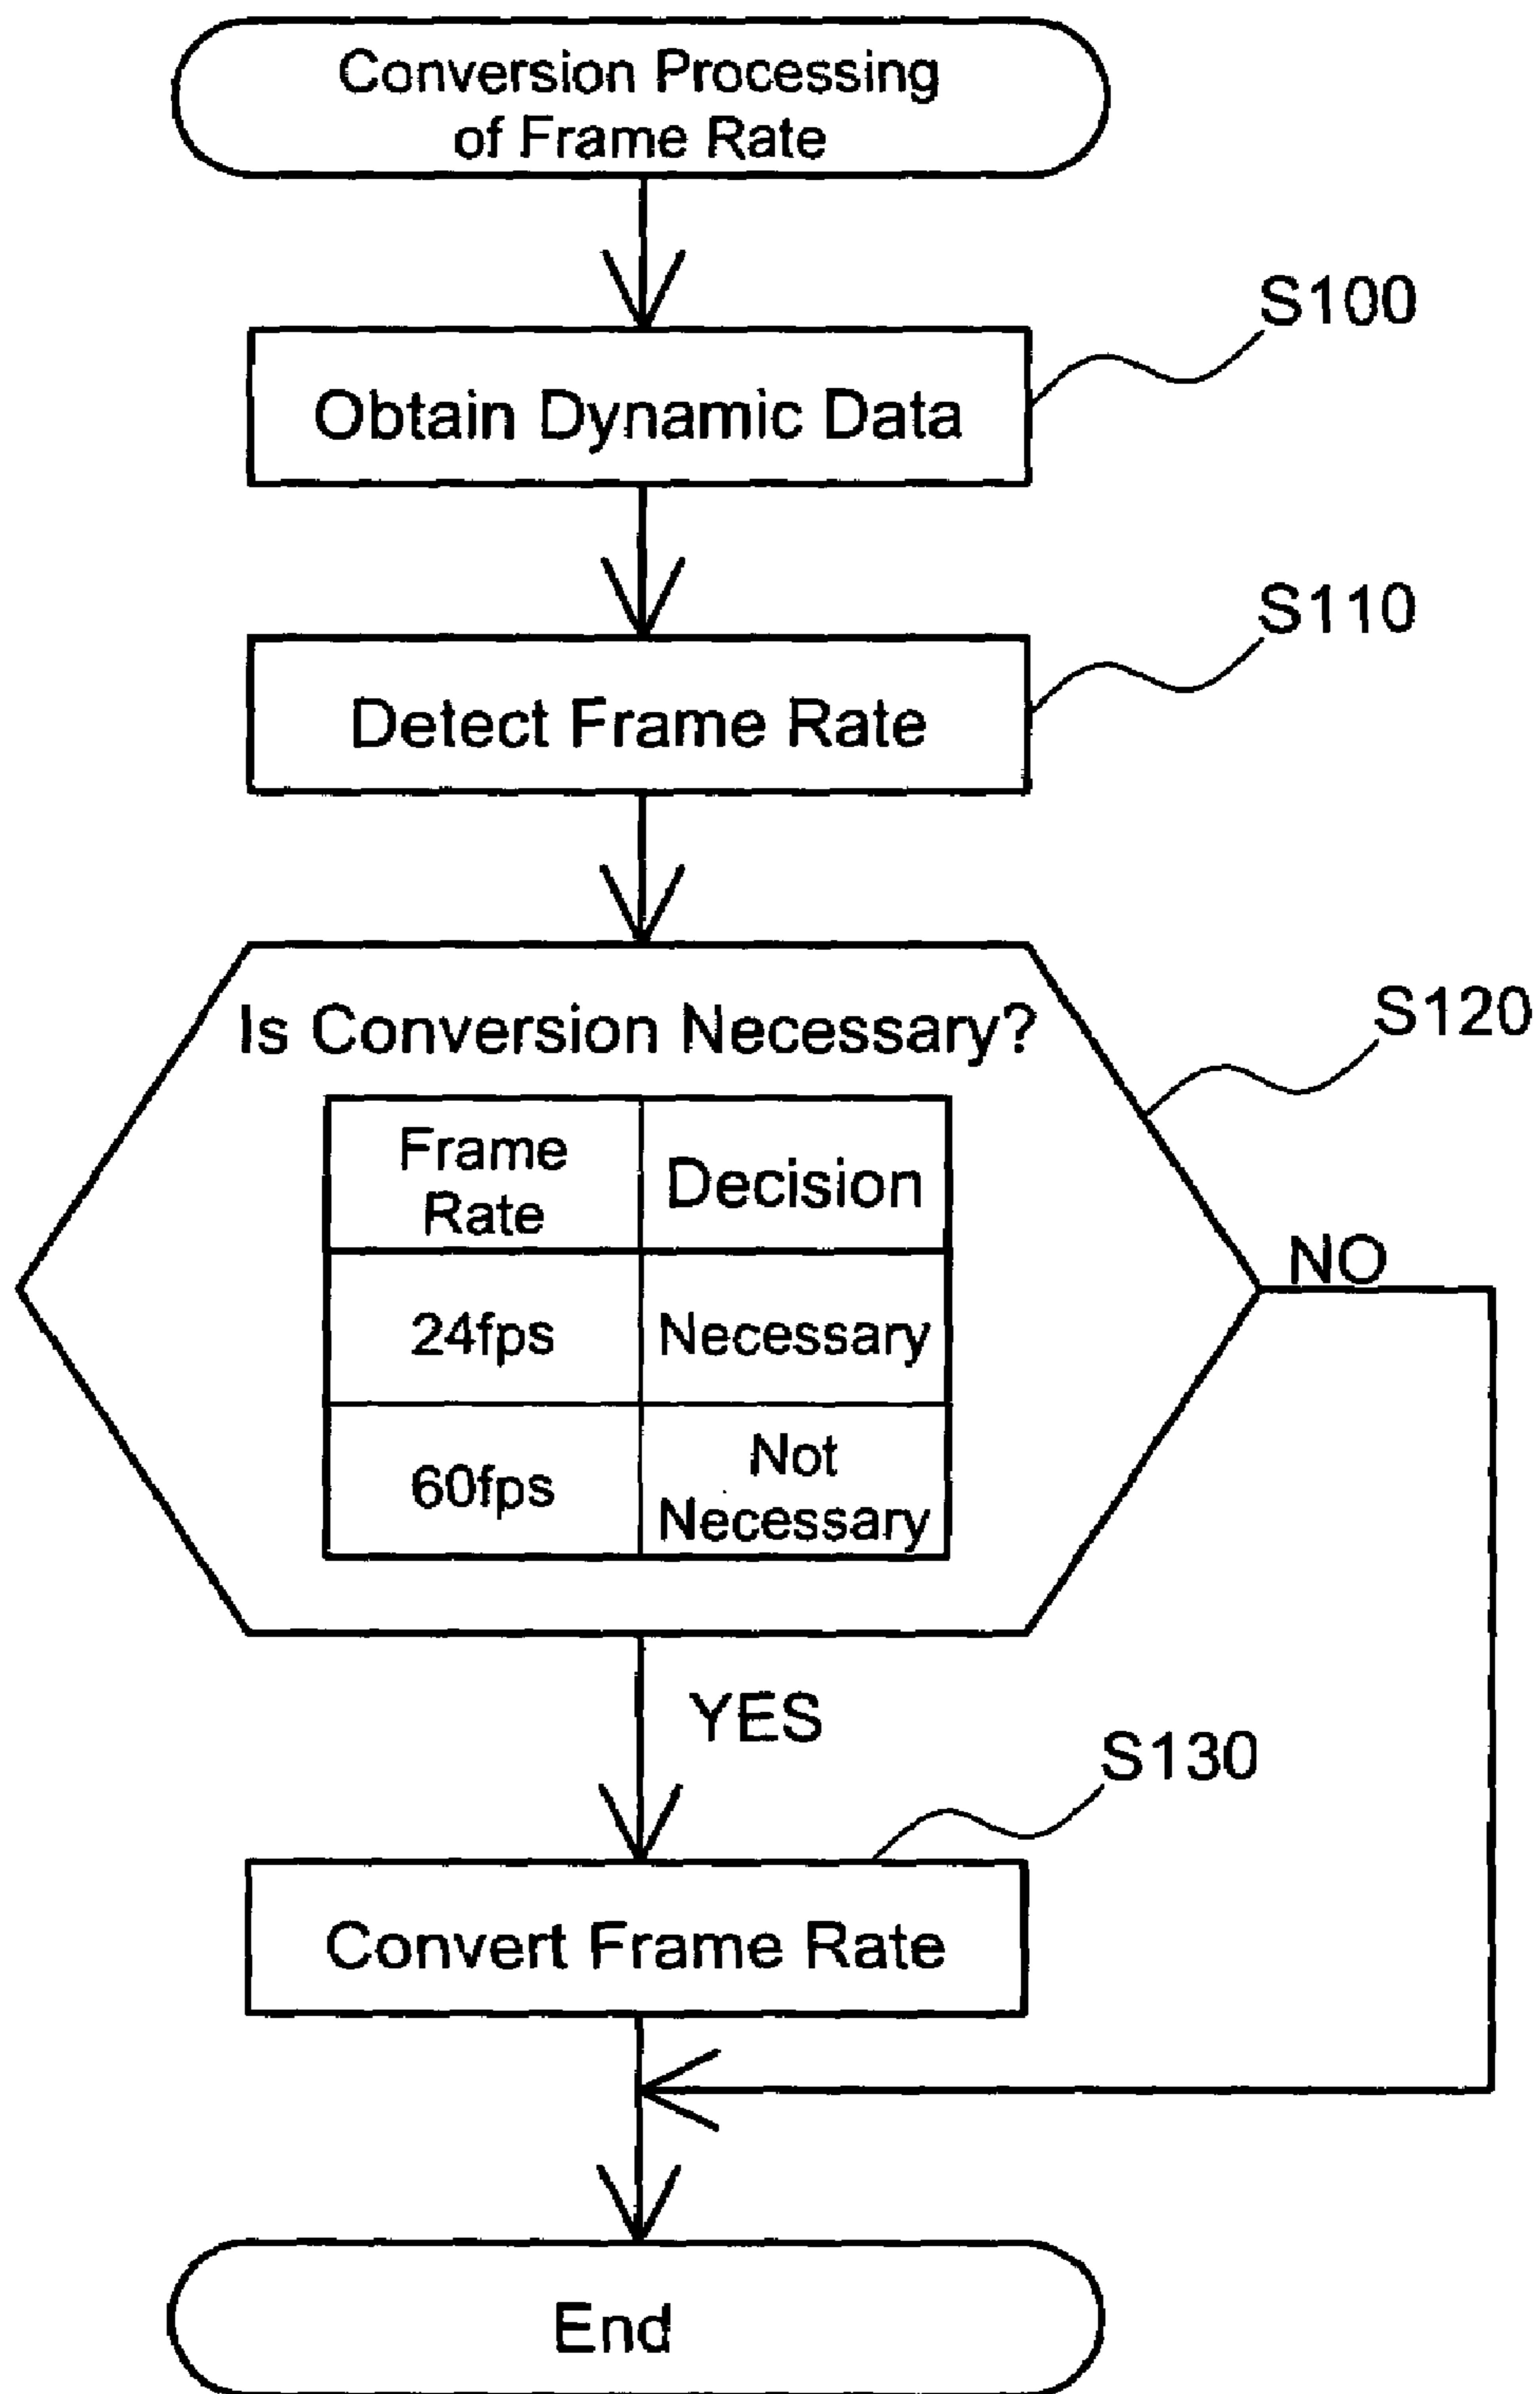 Conversion Processing
of Frame Rate
S100
Obtain Dynamic Data
S110
Detect Frame Rate
S120
Is Conversion Necessary?
Frame
Rate
Decision
24fps
Necessary
60fps
Not
Necessary
NO
YES
S130
Convert Frame Rate
End